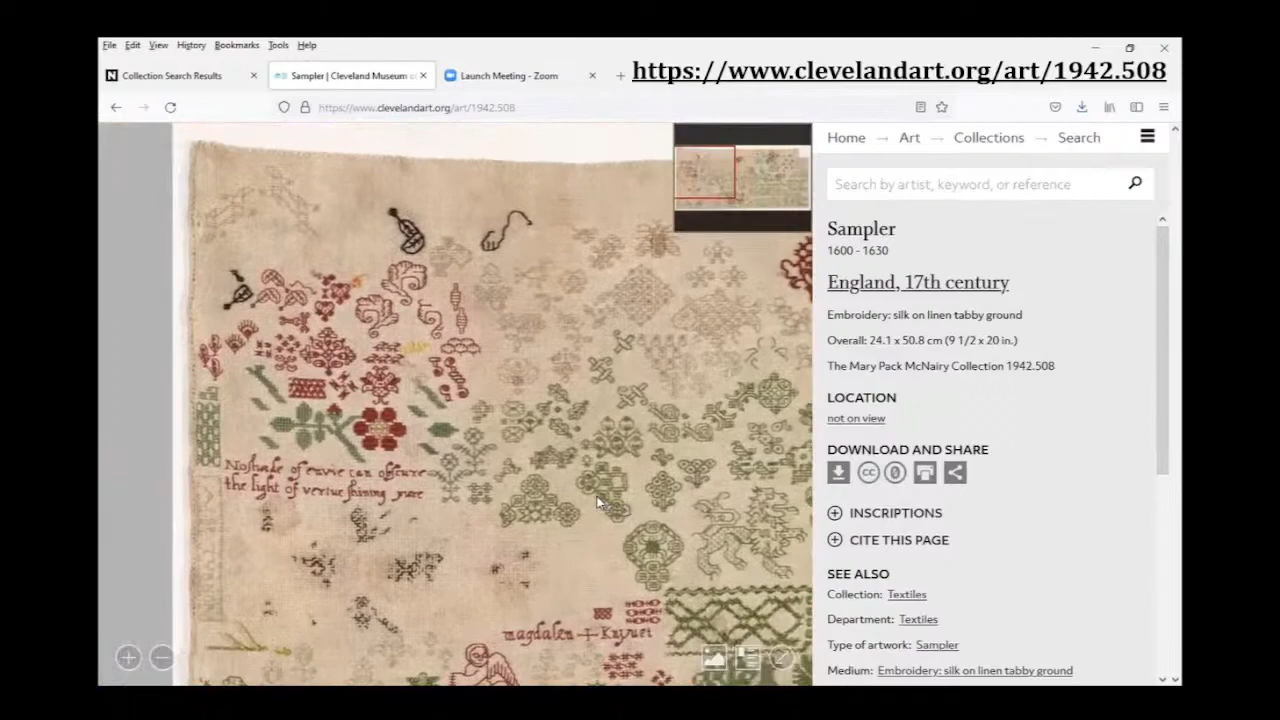 File Edit View History Bookmarks Tools Help
Collection Search Results
Sampler | Cleveland Museum o
Launch Meeting - Zoom
https://www.clevelandart.org/art/1942.508
https://www.clevelandart.org/art/1942.508
Home → Art → Collections → Search
Search by artist, keyword, or reference
Sampler
1600 - 1630
England, 17th century
Embroidery: silk on linen tabby ground
Overall: 24.1 x 50.8 cm (9 1/2 x 20 in.)
The Mary Pack McNairy Collection 1942.508
LOCATION
not on view
DOWNLOAD AND SHARE
INSCRIPTIONS
CITE THIS PAGE
SEE ALSO
Collection: Textiles
Department: Textiles
Type of artwork: Sampler
Medium: Embroidery: silk on linen tabby ground
No shade of envie can obscure
the light of vertue shining
magdalen